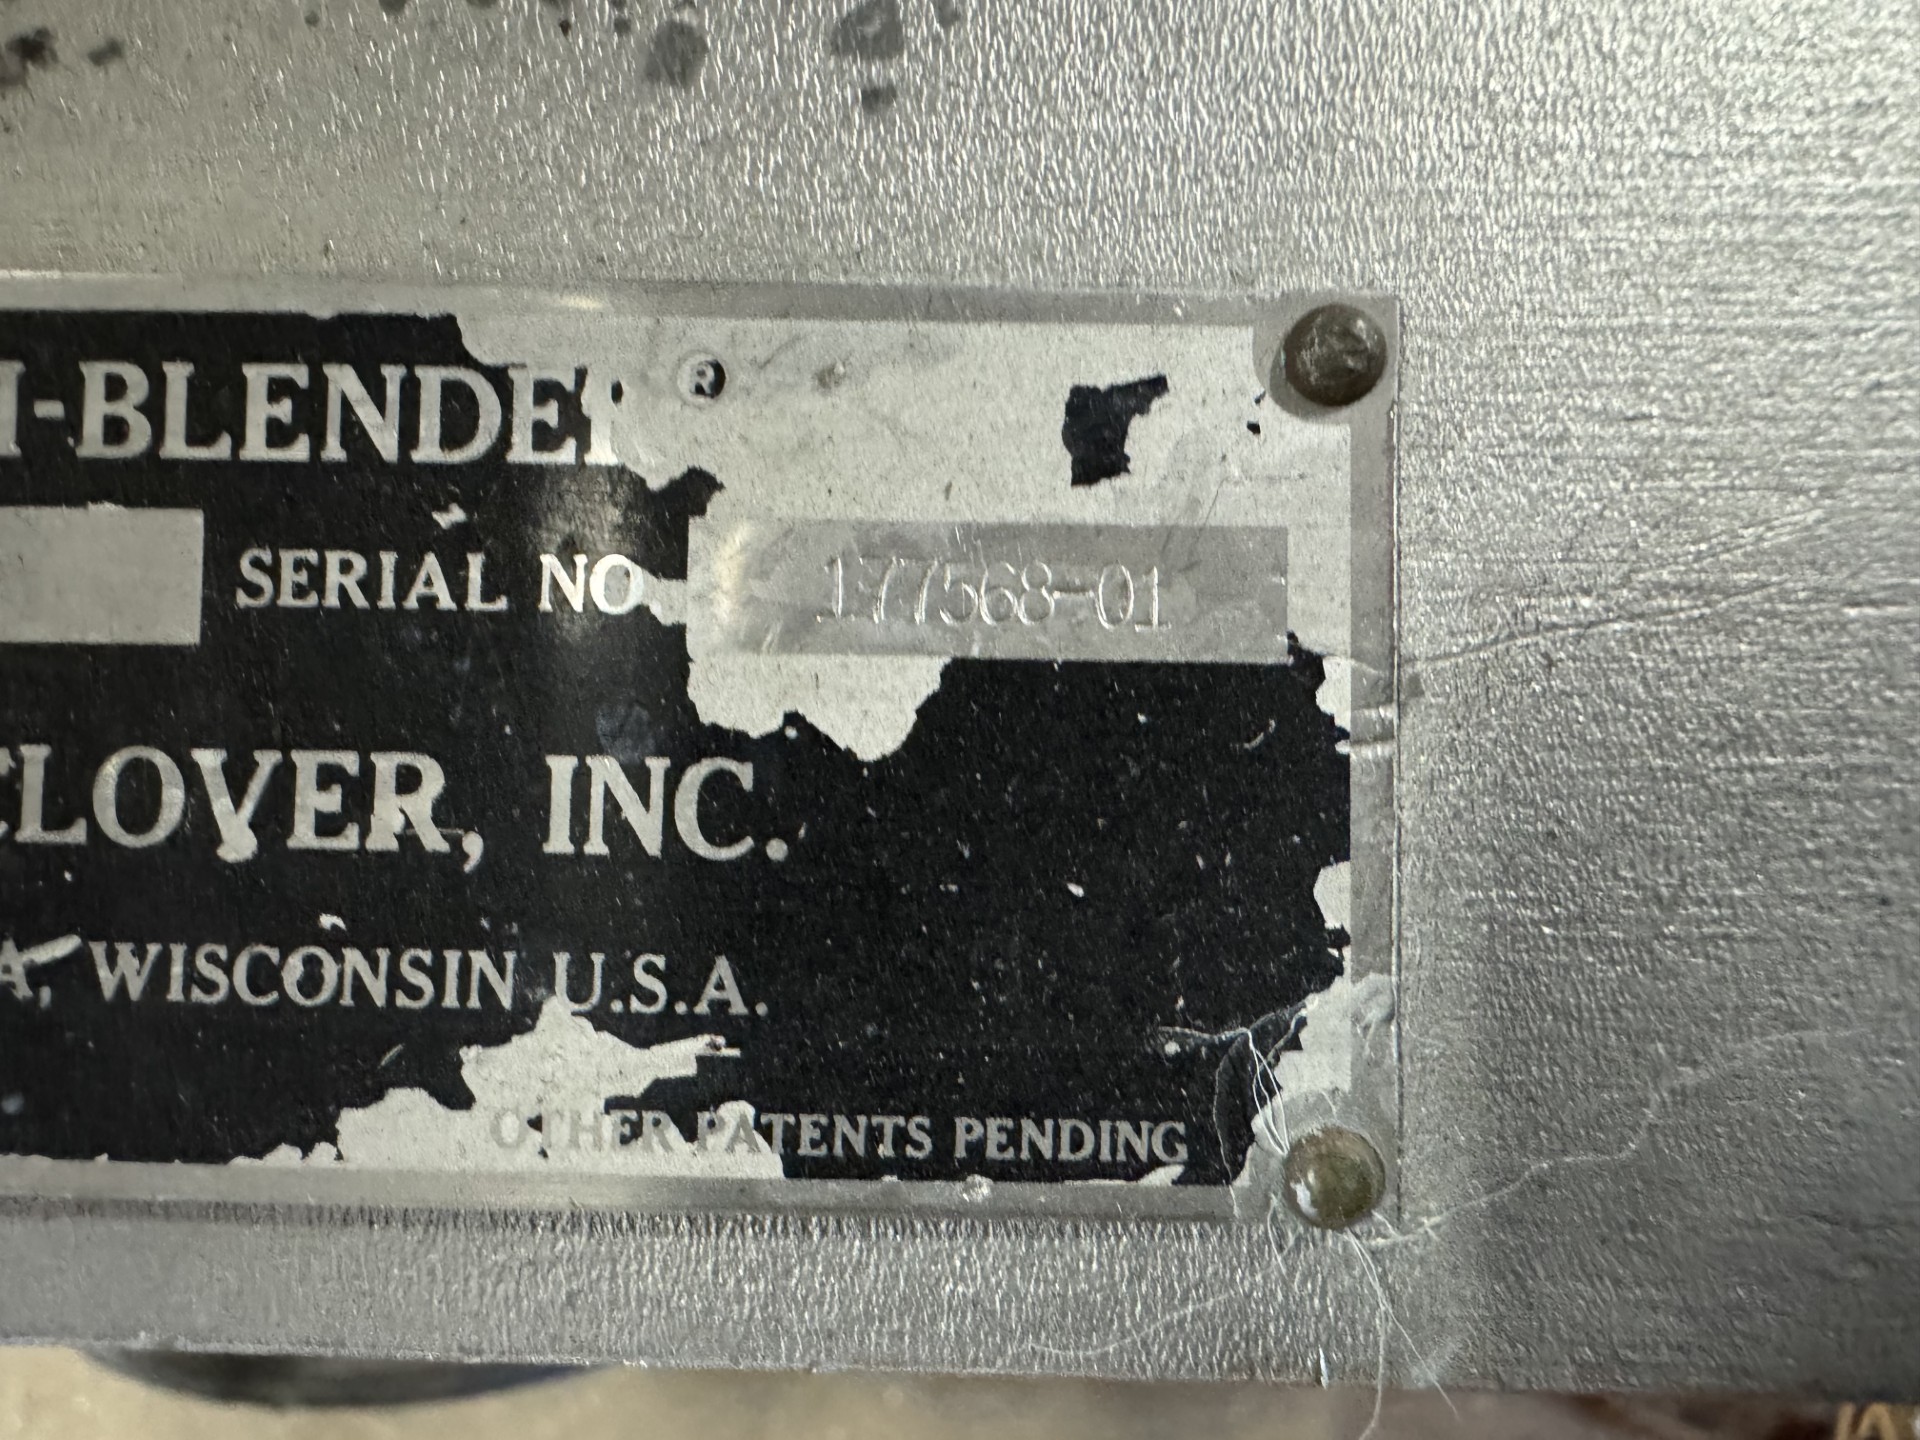 I-BLENDER ®
SERIAL NO. 177568-01
CLOVER, INC.
A, WISCONSIN U.S.A.
OTHER PATENTS PENDING